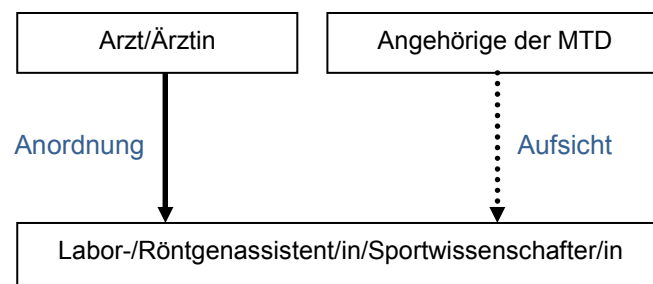 Arzt/Ärztin
Angehörige der MTD
Anordnung
Aufsicht
Labor-/Röntgenassistent/in/Sportwissenschafter/in